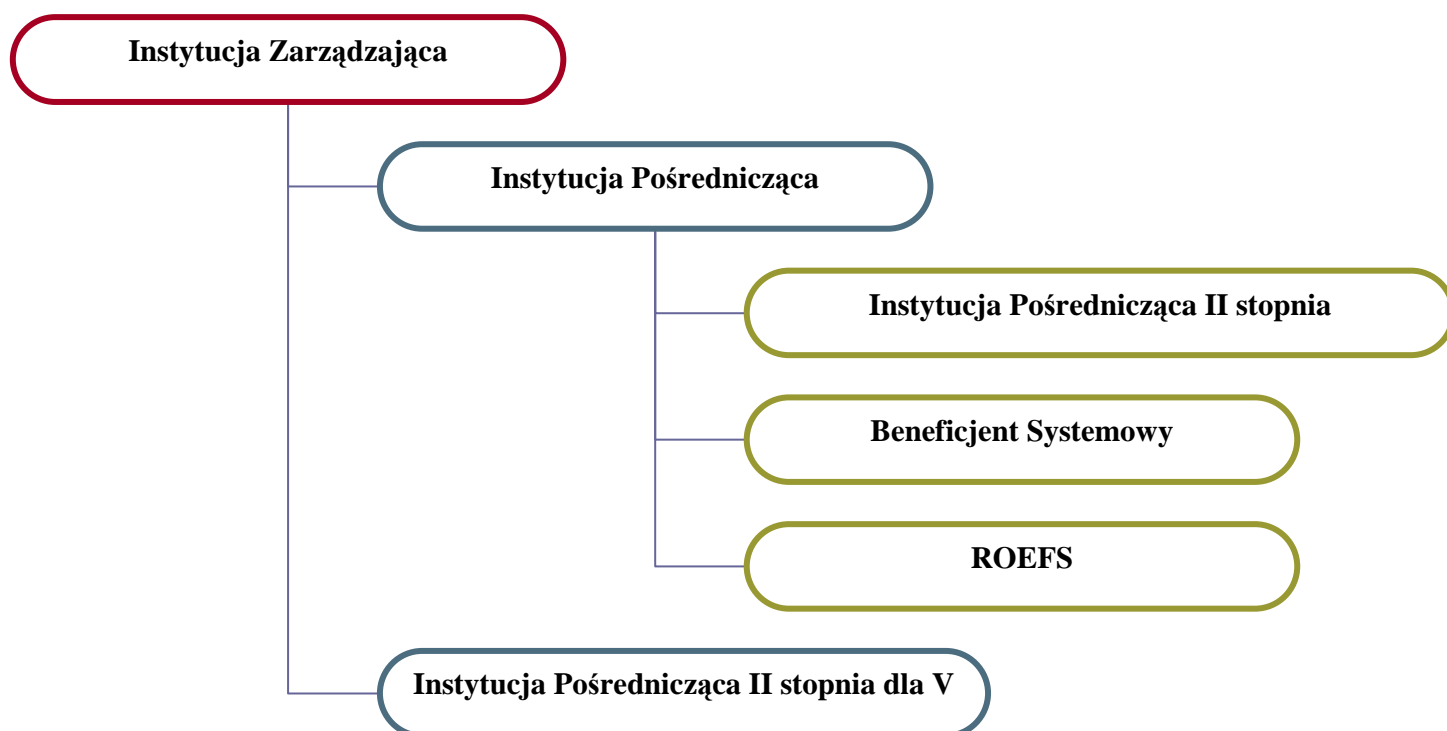 Instytucja Zarządzająca
Instytucja Pośrednicząca
Instytucja Pośrednicząca II stopnia
Beneficjent Systemowy
ROEFS
Instytucja Pośrednicząca II stopnia dla V